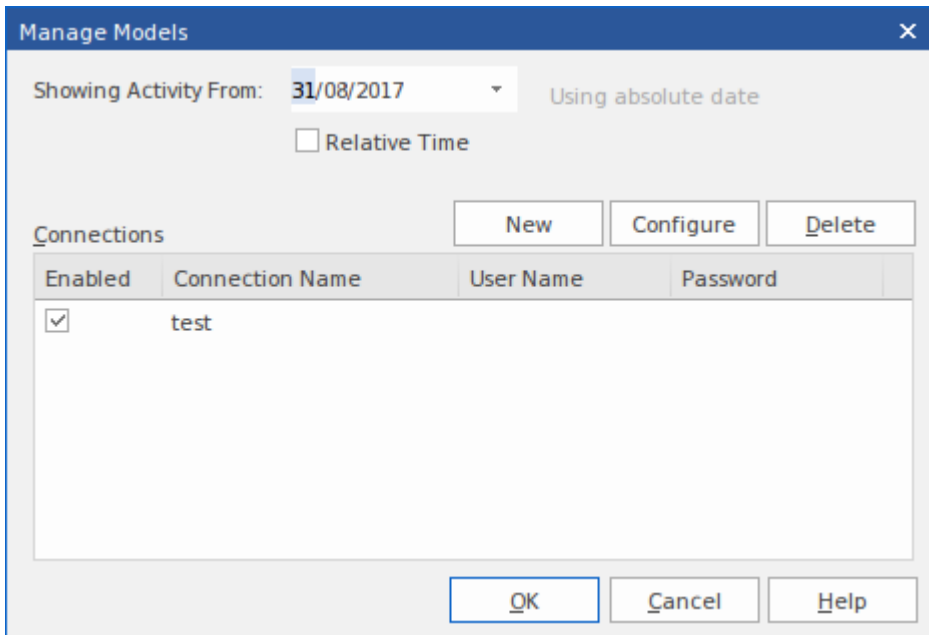 Manage Models
Showing Activity From: 31/08/2017 Using absolute date
Relative Time
Connections New Configure Delete
Enabled Connection Name User Name Password
test
OK Cancel Help